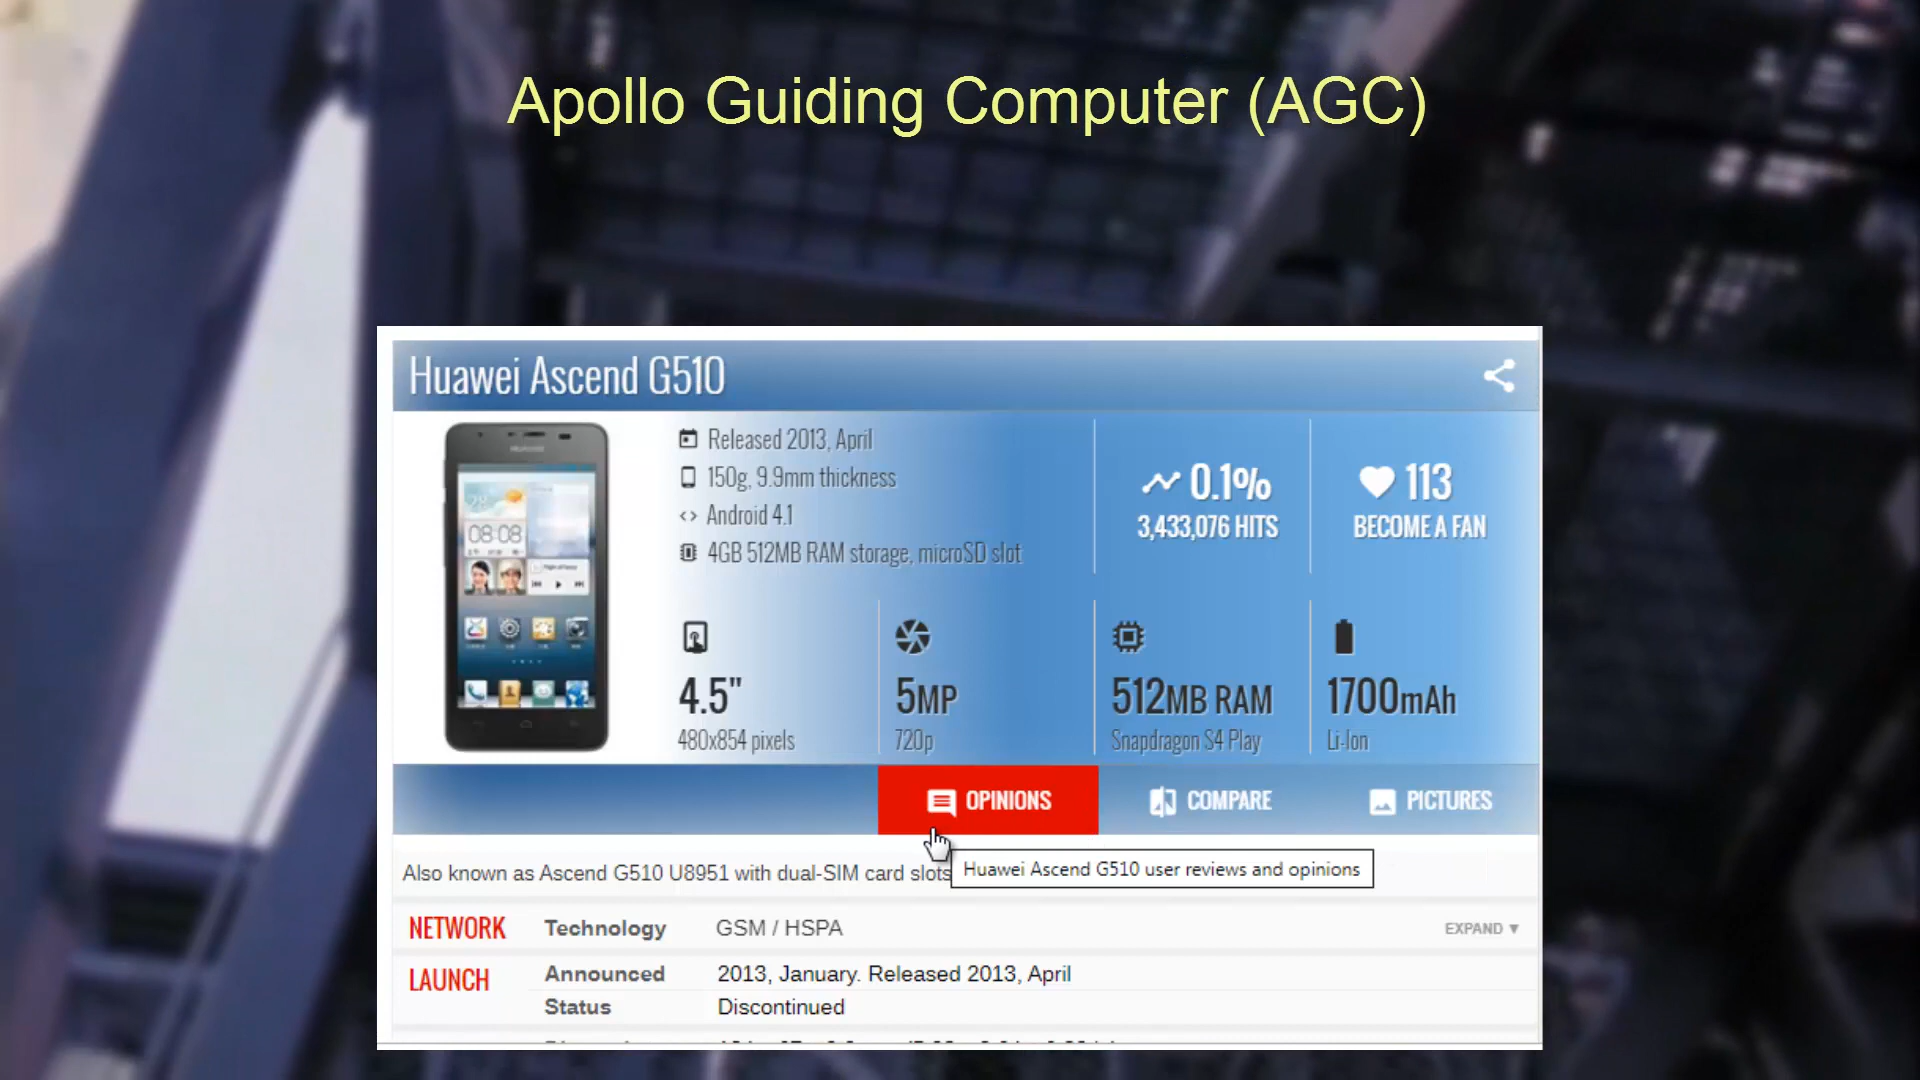 Apollo Guiding Computer (AGC)
Huawei Ascend G510
Released 2013, April
150g, 9.9mm thickness
Android 4.1
4GB 512MB RAM storage, microSD slot
0.1%
3,433,076 HITS
113
BECOME A FAN
08:08
4.5"
480x854 pixels
5MP
720p
512MB RAM
Snapdragon S4 Play
1700mAh
Li-Ion
OPINIONS
COMPARE
PICTURES
Also known as Ascend G510 U8951 with dual-SIM card slots
Huawei Ascend G510 user reviews and opinions
NETWORK Technology GSM / HSPA EXPAND ▼
LAUNCH Announced 2013, January. Released 2013, April
Status Discontinued